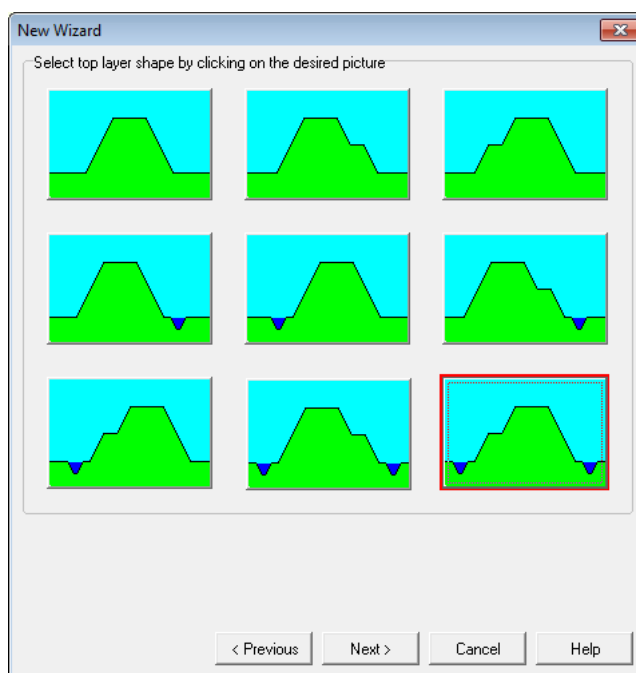 New Wizard
Select top layer shape by clicking on the desired picture
< Previous
Next >
Cancel
Help